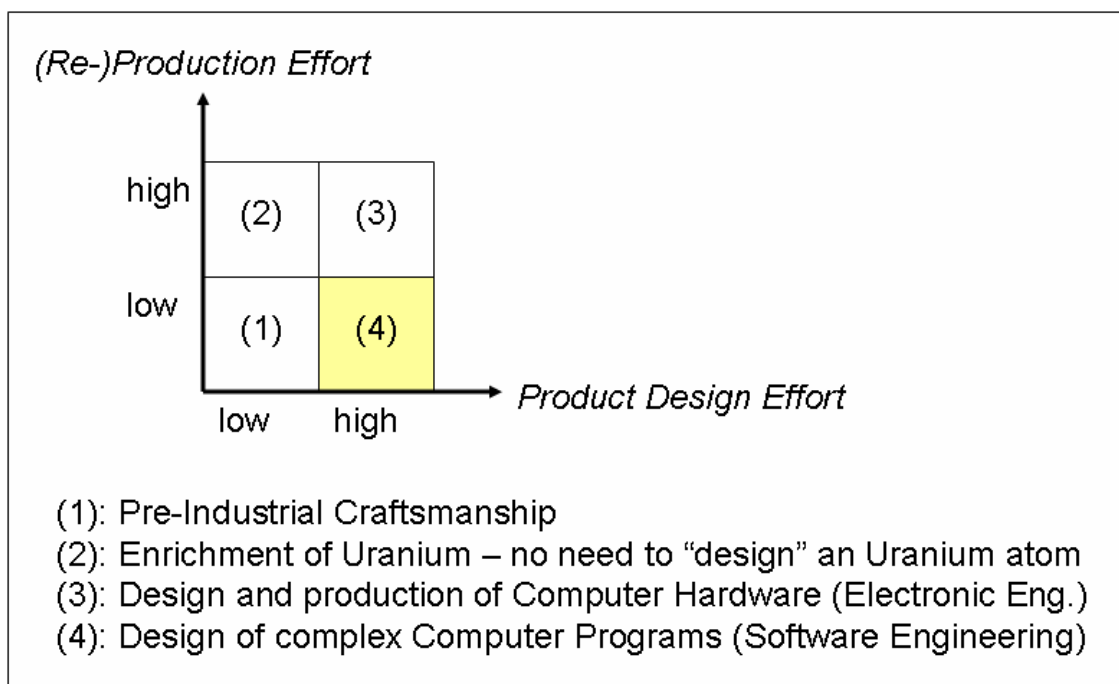 (Re-)Production Effort
high
(2) (3)
low
(1) (4)
Product Design Effort
low high
(1): Pre-Industrial Craftsmanship
(2): Enrichment of Uranium – no need to “design” an Uranium atom
(3): Design and production of Computer Hardware (Electronic Eng.)
(4): Design of complex Computer Programs (Software Engineering)